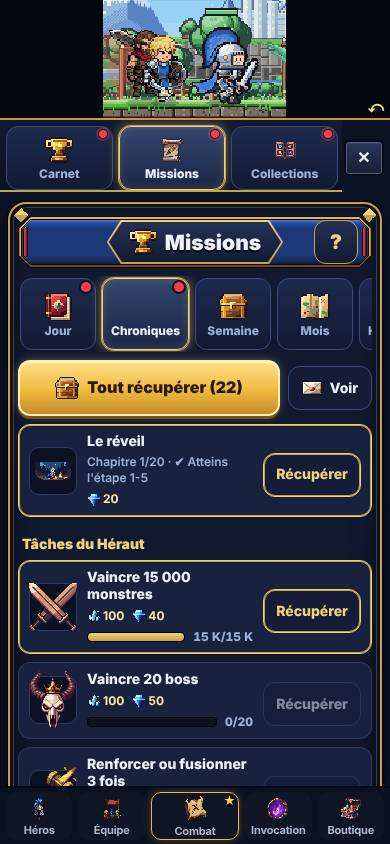 Carnet
Missions
Collections
×
Missions
?
Jour
Chroniques
Semaine
Mois
Tout récupérer (22)
Voir
Le réveil
Chapitre 1/20 · ✔ Atteins
l'étape 1-5
20
Récupérer
Tâches du Héraut
Vaincre 15 000
monstres
100 40
15 K/15 K
Récupérer
Vaincre 20 boss
100 50
0/20
Récupérer
Renforcer ou fusionner
3 fois
Héros
Équipe
Combat
Invocation
Boutique